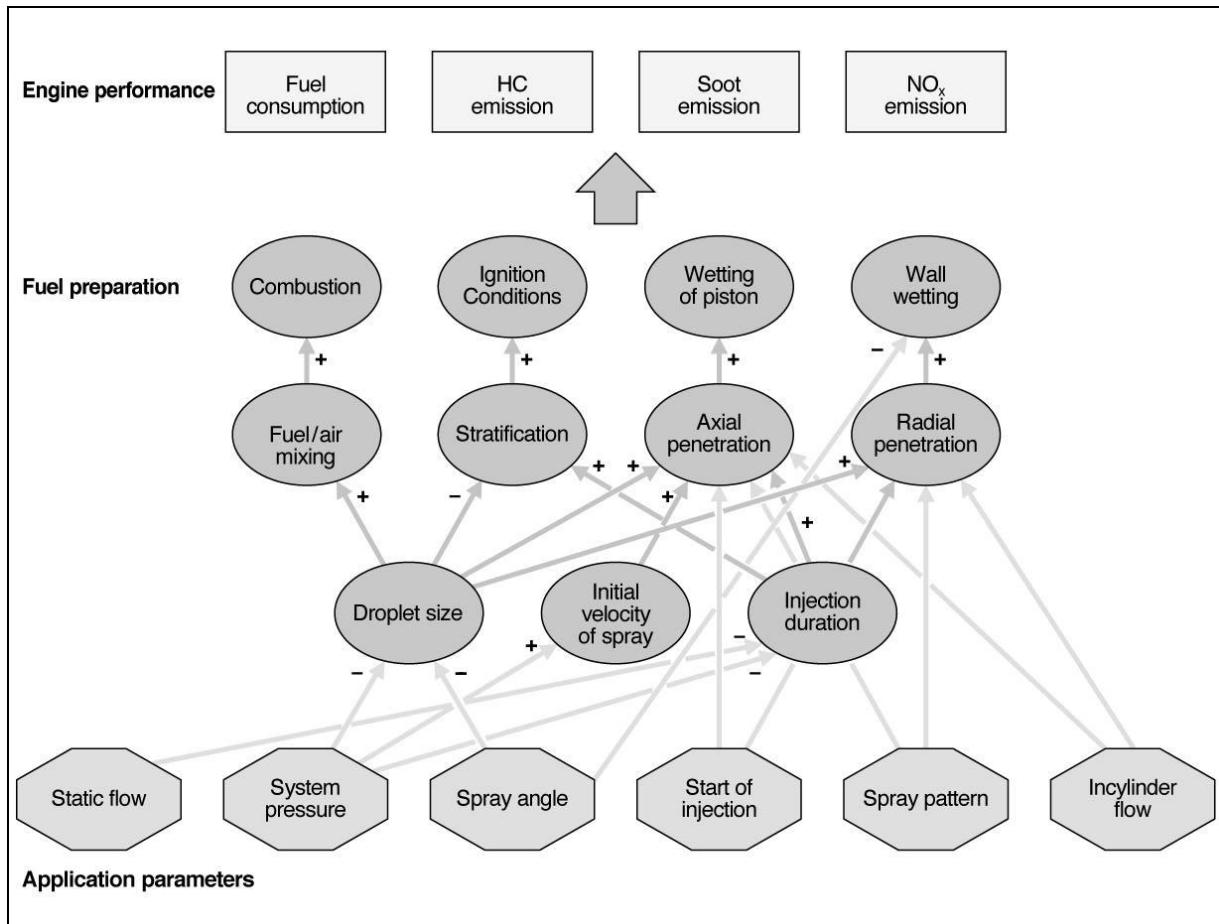 Engine performance
Fuel
consumption
HC
emission
Soot
emission
NOx
emission
Fuel preparation
Combustion
Ignition
Conditions
Wetting
of piston
Wall
wetting
+
+
+
–
+
Fuel/air
mixing
Stratification
Axial
penetration
Radial
penetration
+
–
+
+
+
+
+
Droplet size
Initial
velocity
of spray
Injection
duration
–
–
+
–
–
Static flow
System
pressure
Spray angle
Start of
injection
Spray pattern
Incylinder
flow
Application parameters